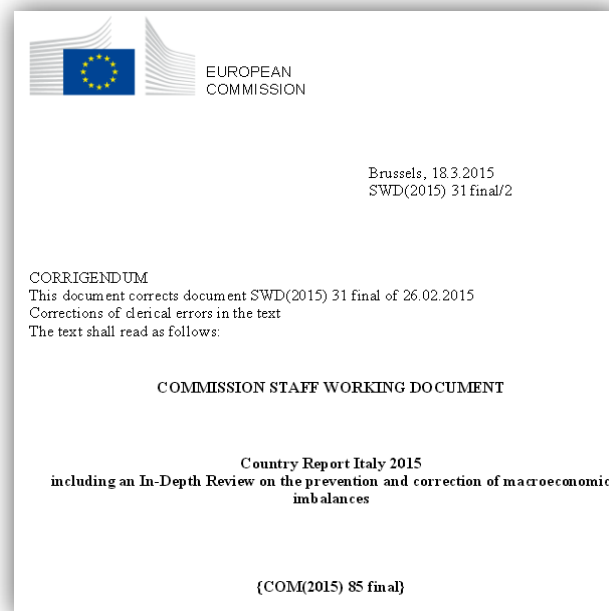 EUROPEAN
COMMISSION
Brussels, 18.3.2015
SWD(2015) 31 final/2
CORRIGENDUM
This document corrects document SWD(2015) 31 final of 26.02.2015
Corrections of clerical errors in the text
The text shall read as follows:
COMMISSION STAFF WORKING DOCUMENT
Country Report Italy 2015
including an In-Depth Review on the prevention and correction of macroeconomic
imbalances
{COM(2015) 85 final}